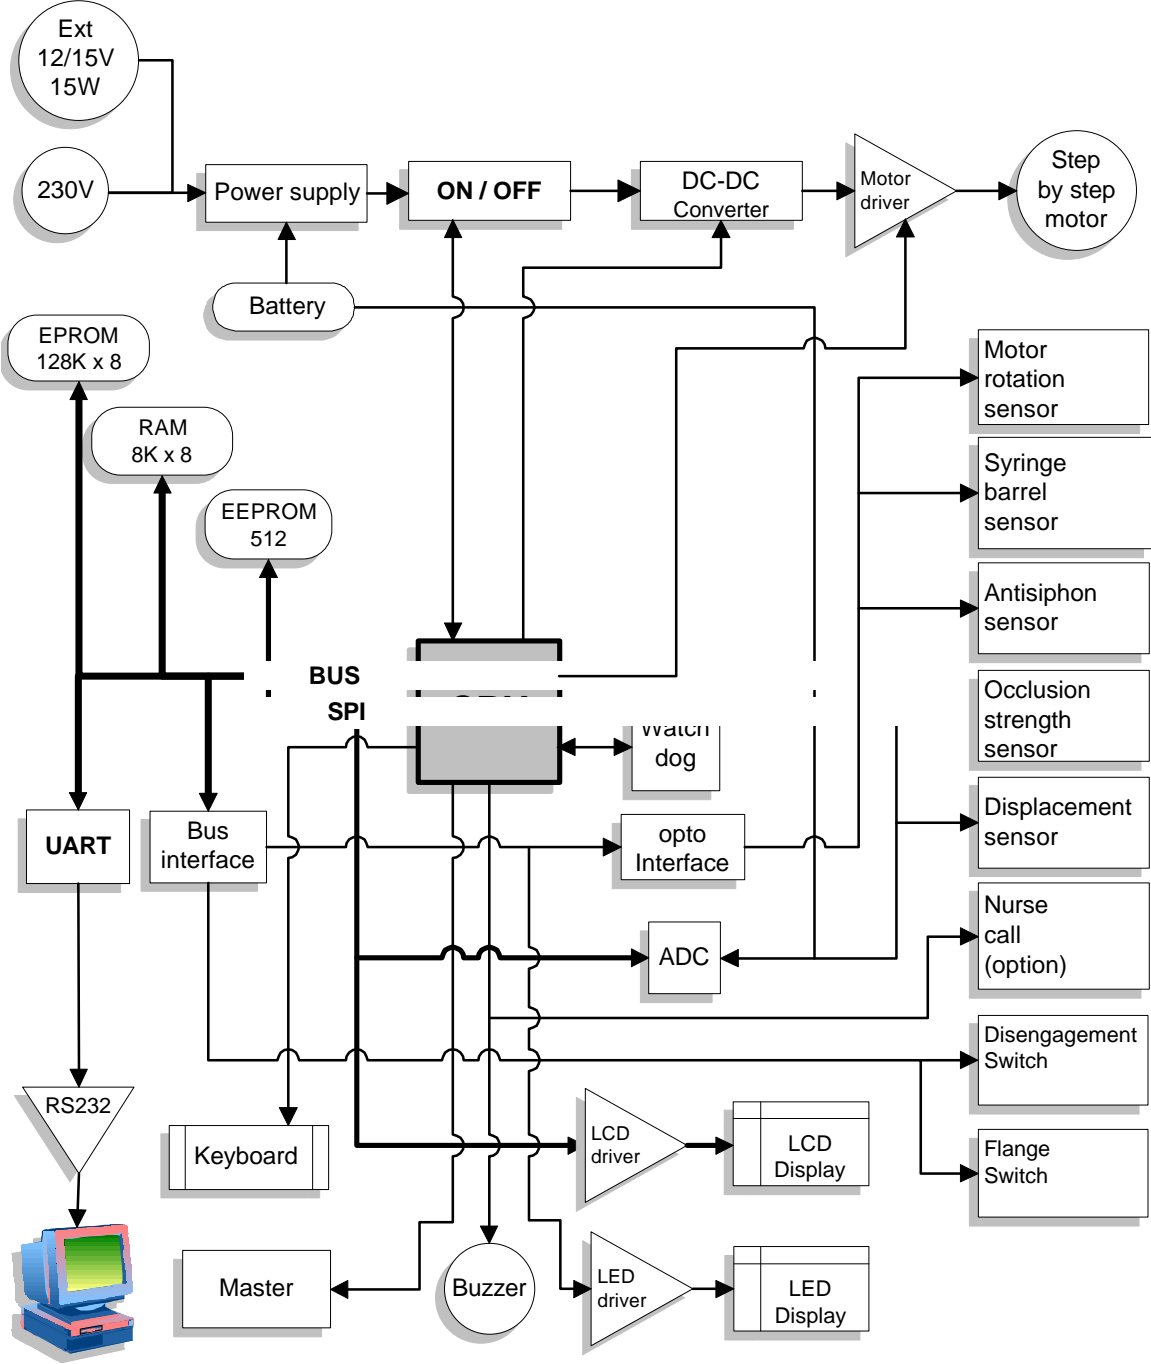 Ext
12/15V
15W
230V
Power supply
ON / OFF
DC-DC
Converter
Motor
driver
Step
by step
motor
Battery
EPROM
128K x 8
RAM
8K x 8
EEPROM
512
Motor
rotation
sensor
Syringe
barrel
sensor
Antisiphon
sensor
BUS
SPI
Occlusion
strength
sensor
Watch
dog
UART
Bus
interface
opto
Interface
Displacement
sensor
ADC
Nurse
call
(option)
Disengagement
Switch
RS232
Keyboard
LCD
driver
LCD
Display
Flange
Switch
Master
Buzzer
LED
driver
LED
Display